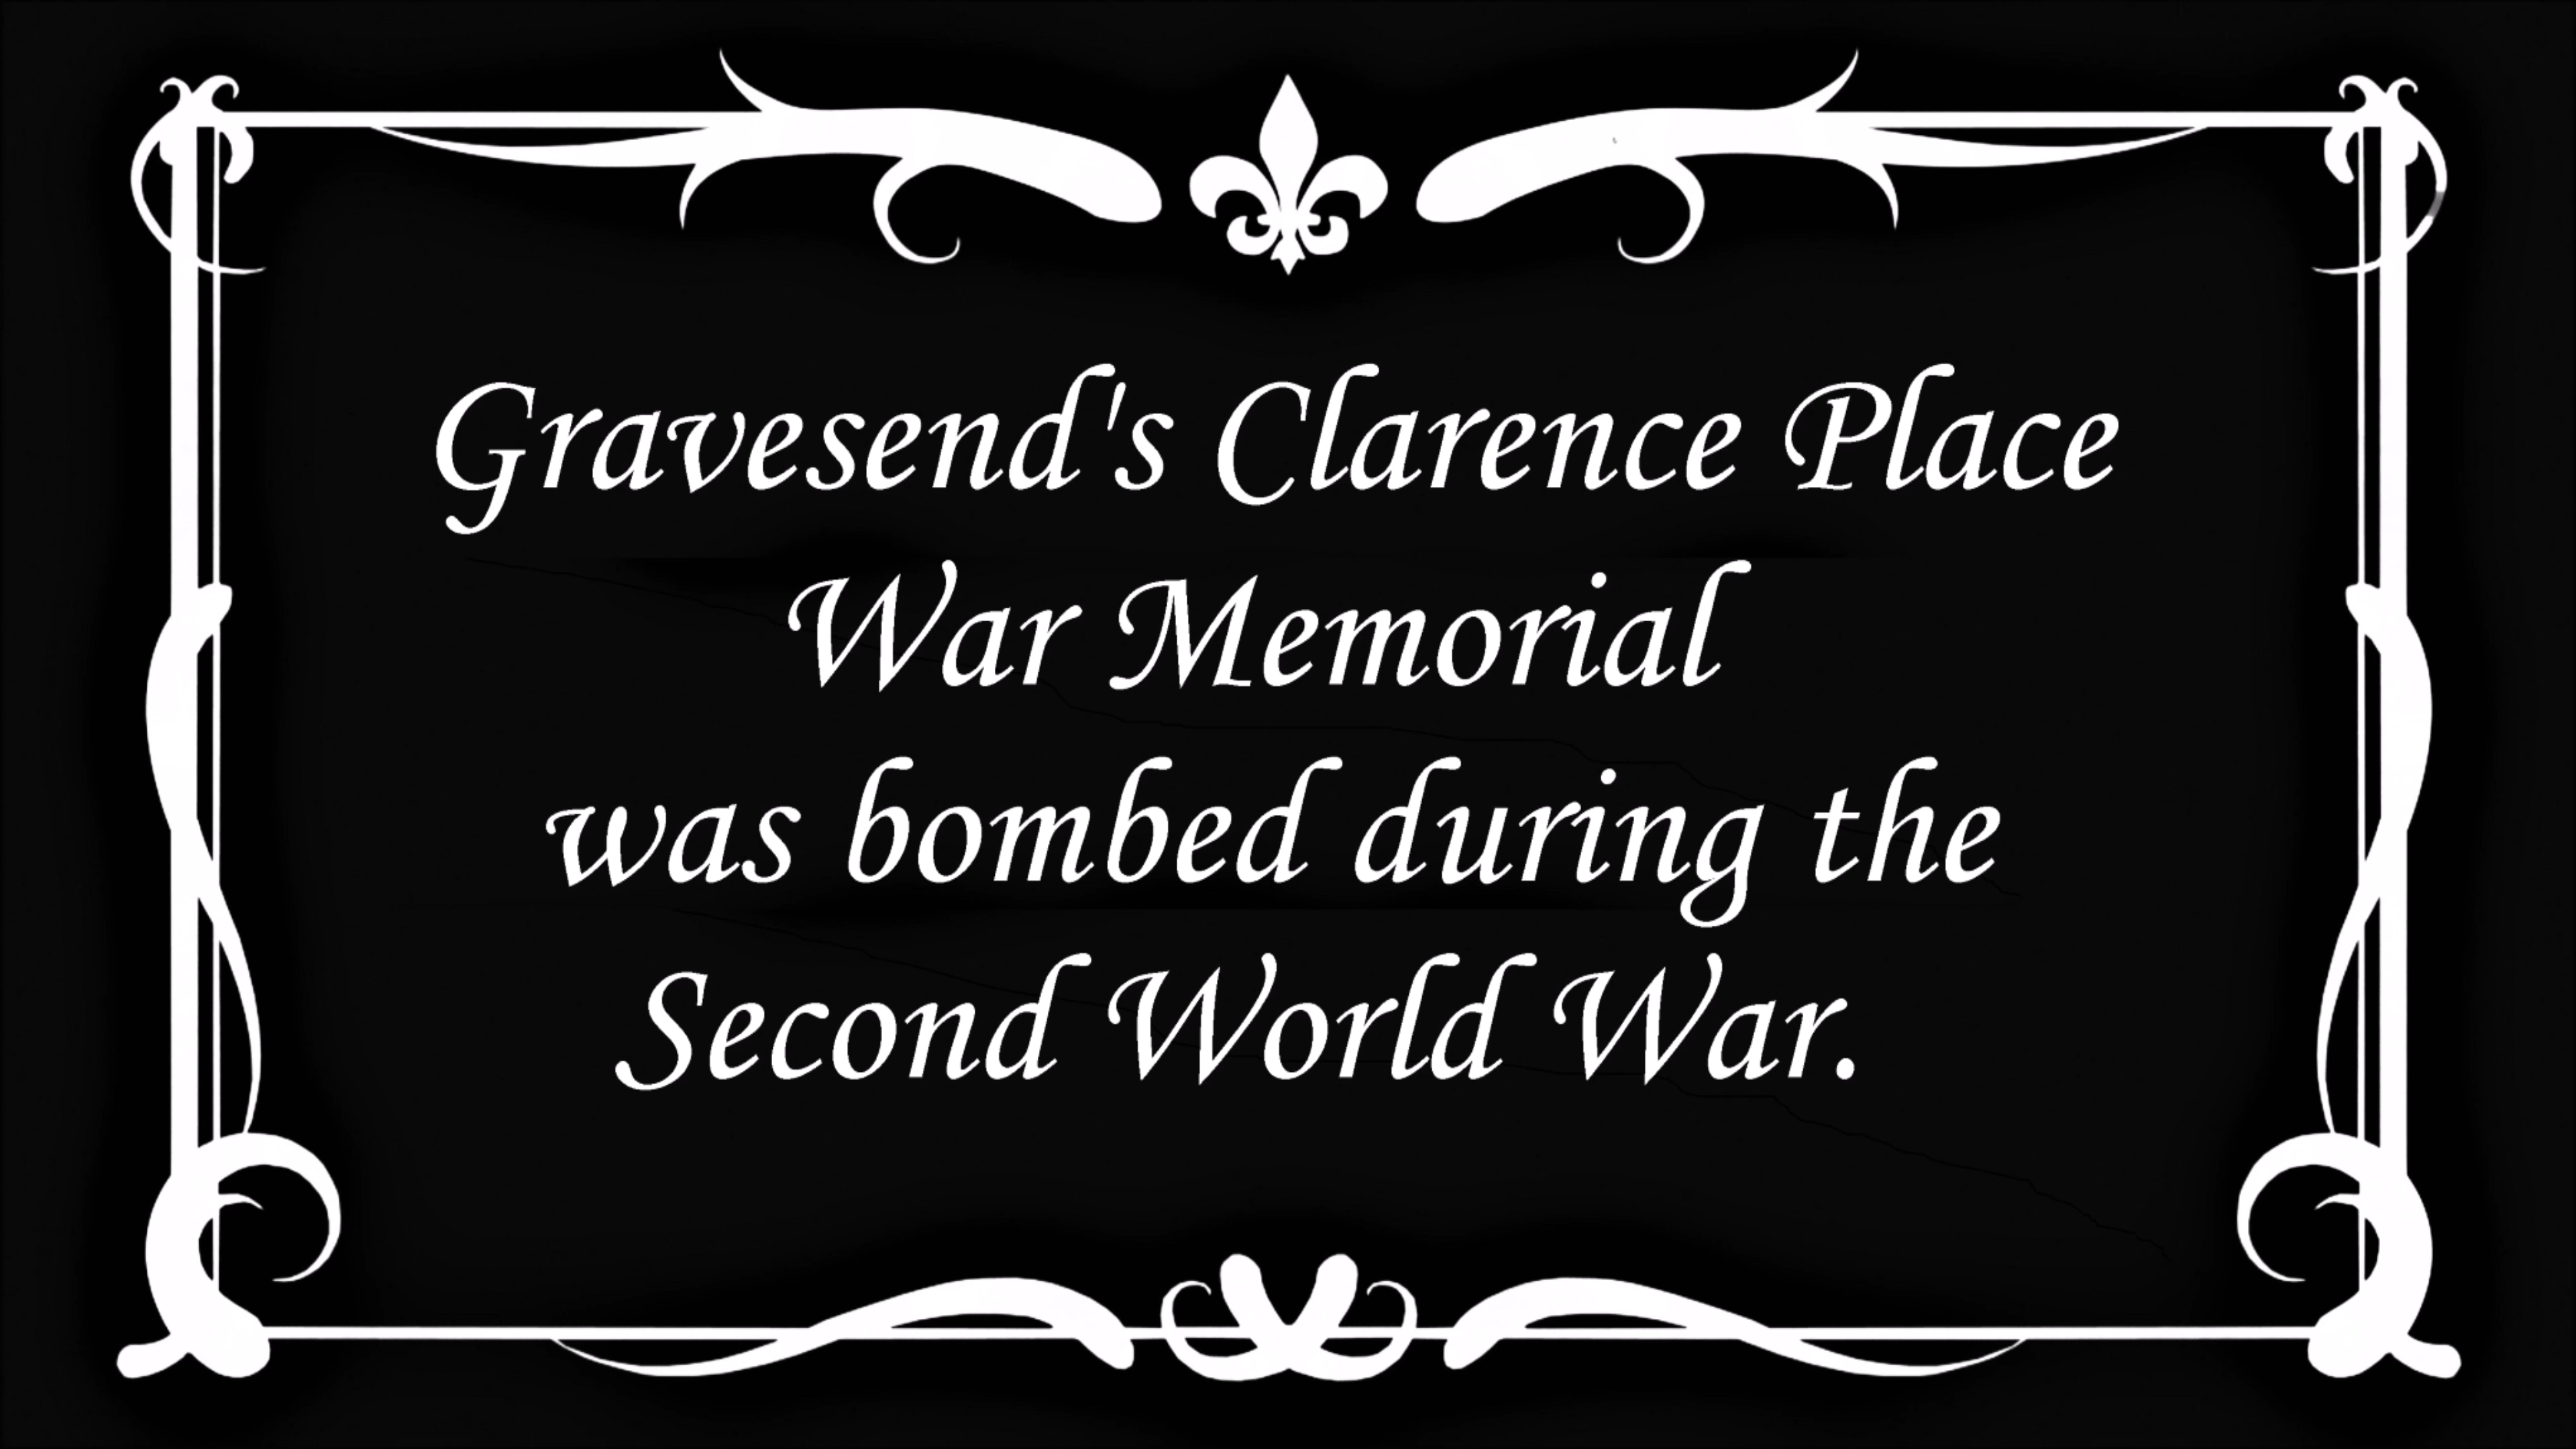 Gravesend's Clarence Place
War Memorial
was bombed during the
Second World War.